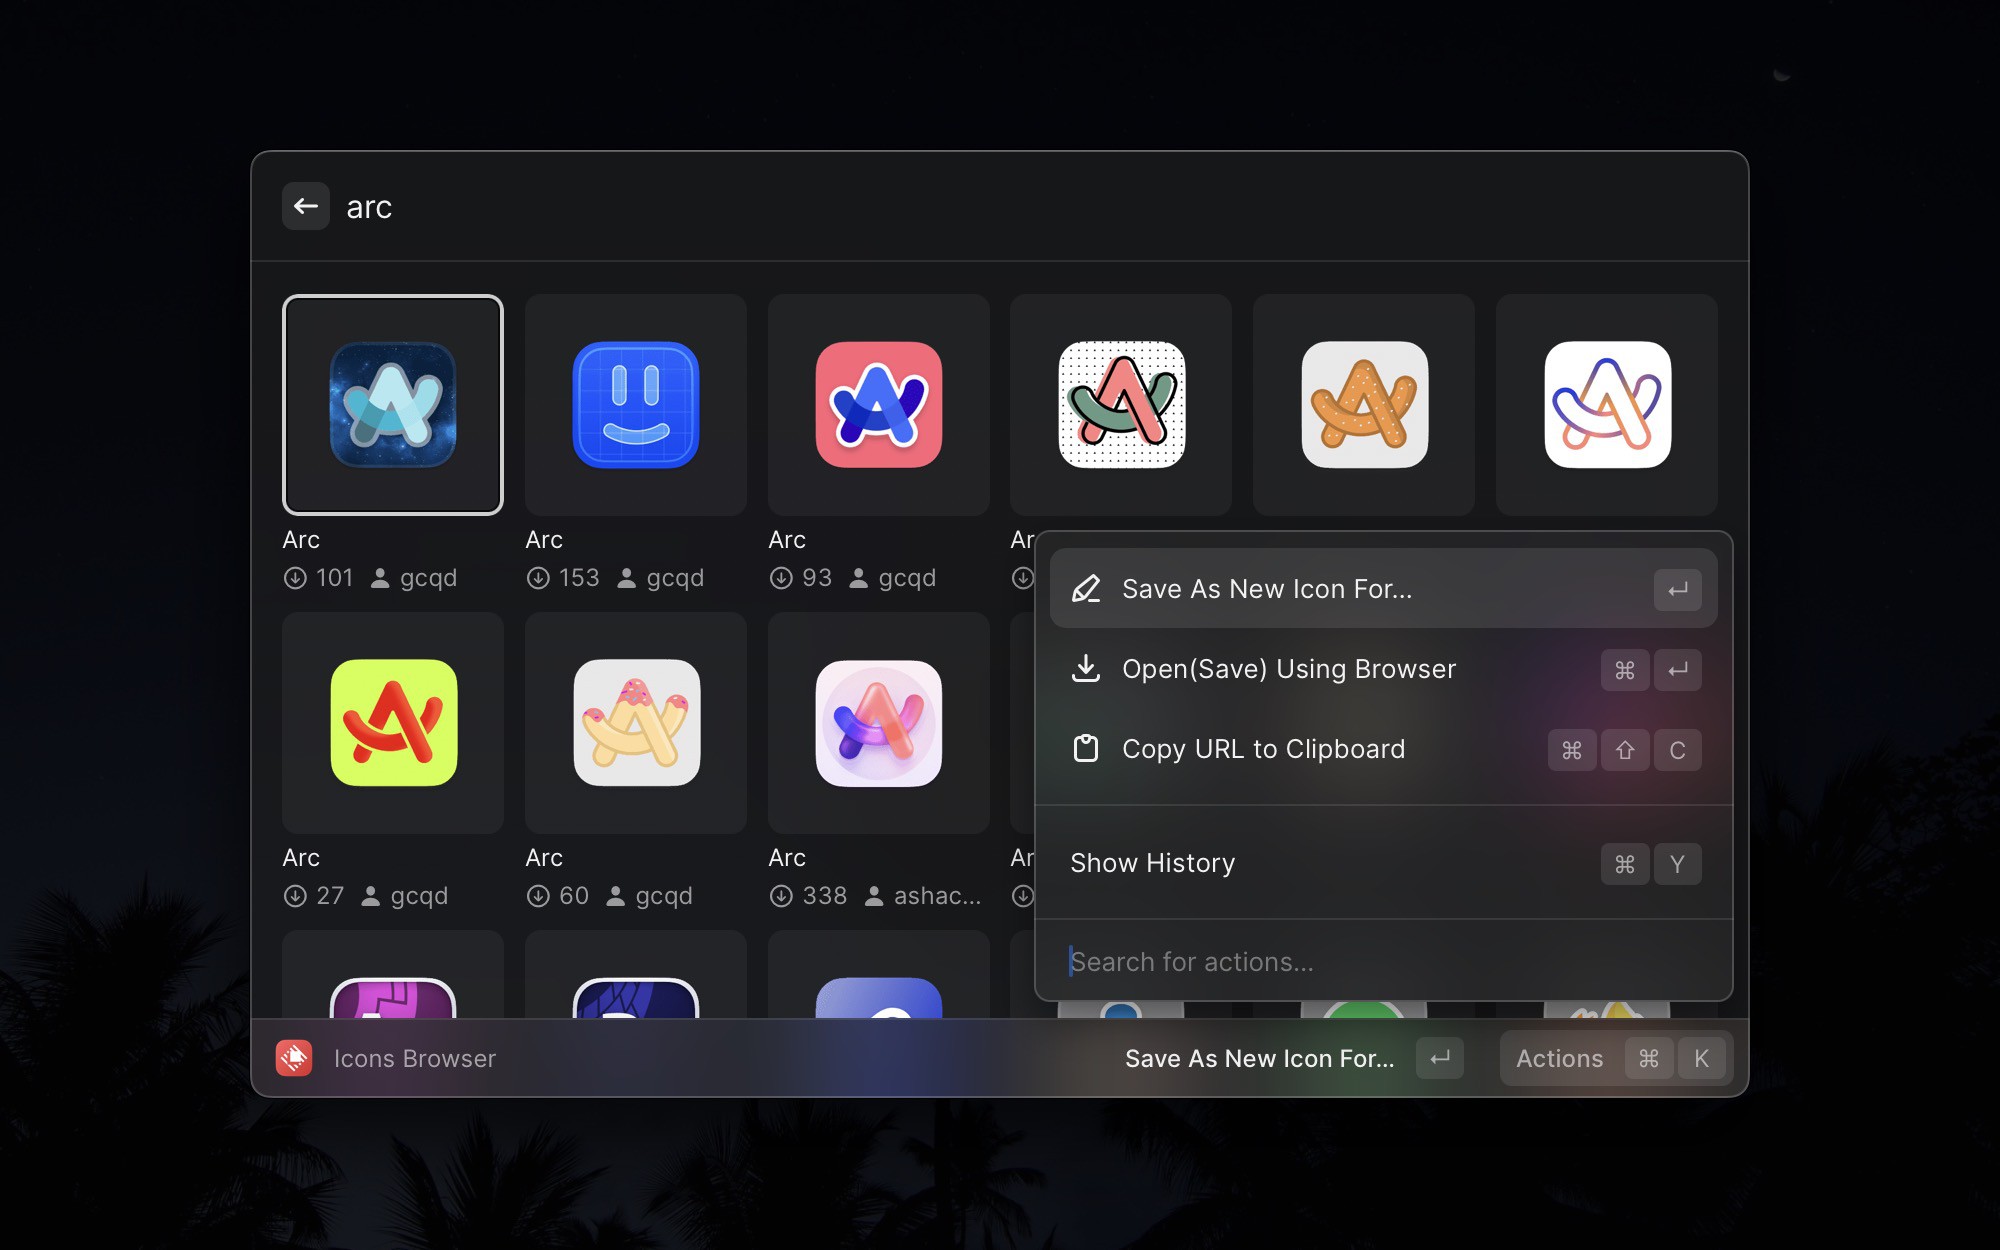 arc
Arc
101 gcqd
Arc
153 gcqd
Arc
93 gcqd
Ar
Save As New Icon For...
Open(Save) Using Browser
⌘
Copy URL to Clipboard
⌘ ⇧ C
Show History
⌘ Y
Search for actions...
Arc
27 gcqd
Arc
60 gcqd
Arc
338 ashac...
Ar
Icons Browser
Save As New Icon For...
Actions ⌘ K